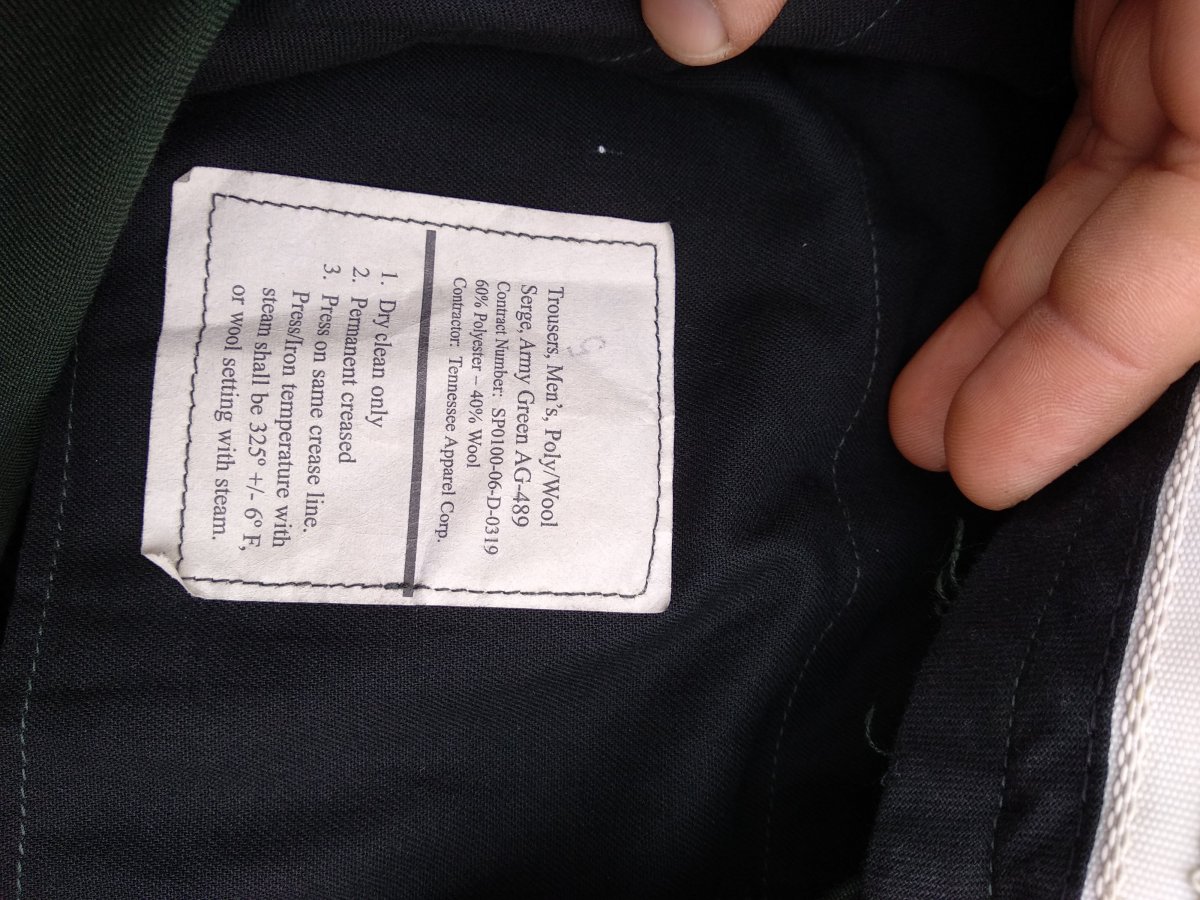 Trousers, Men's, Poly/Wool
Serge, Army Green AG-489
Contract Number: SP0100-06-D-0319
60% Polyester – 40% Wool
Contractor: Tennessee Apparel Corp.
1. Dry clean only
2. Permanent creased
3. Press on same crease line.
Press/Iron temperature with
steam shall be 325° +/- 6° F,
or wool setting with steam.